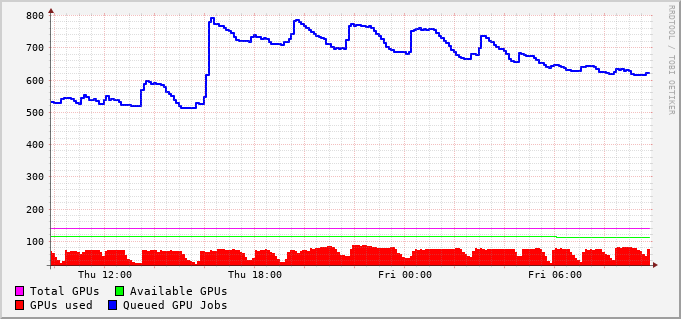 800
700
600
500
400
300
200
100
Thu 12:00 Thu 18:00 Fri 00:00 Fri 06:00
Total GPUs Available GPUs
GPUs used Queued GPU Jobs
RRDTOOL / TOBI OETIKER